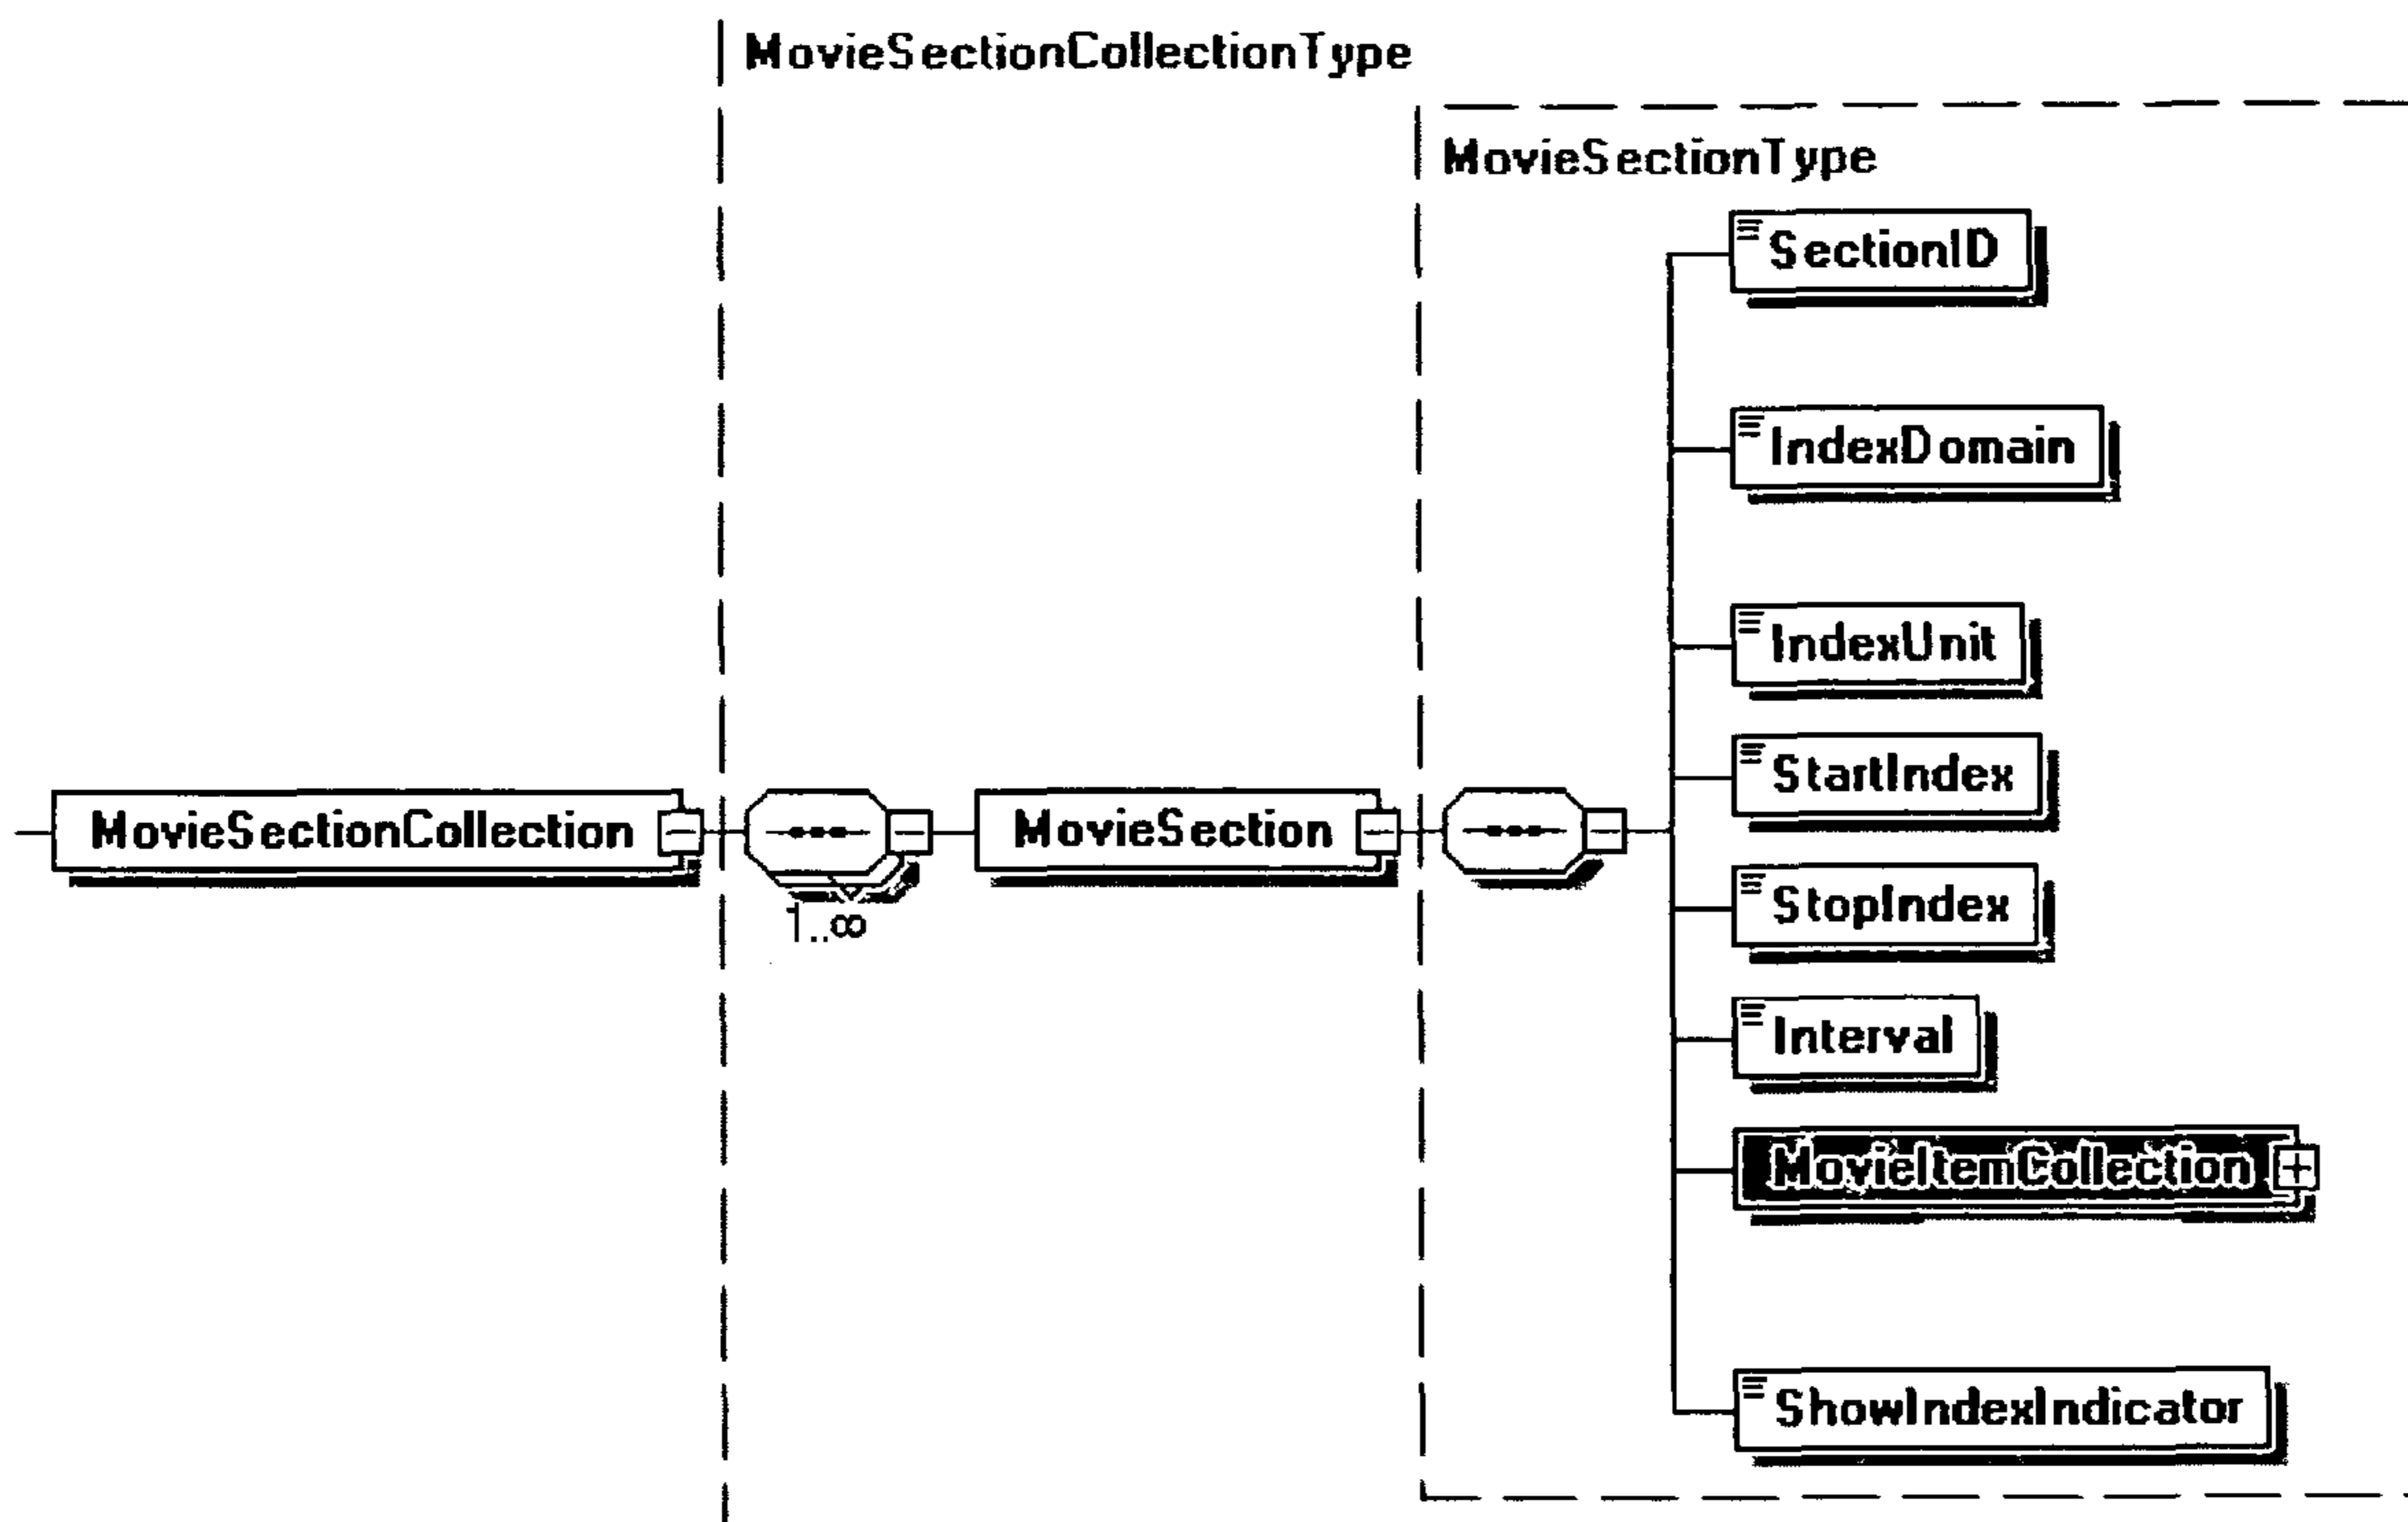 MovieSectionCollectionType
MovieSectionType
SectionID
IndexDomain
IndexUnit
StartIndex
MovieSectionCollection
MovieSection
1..∞
StopIndex
Interval
MovieItemCollection
ShowIndexIndicator